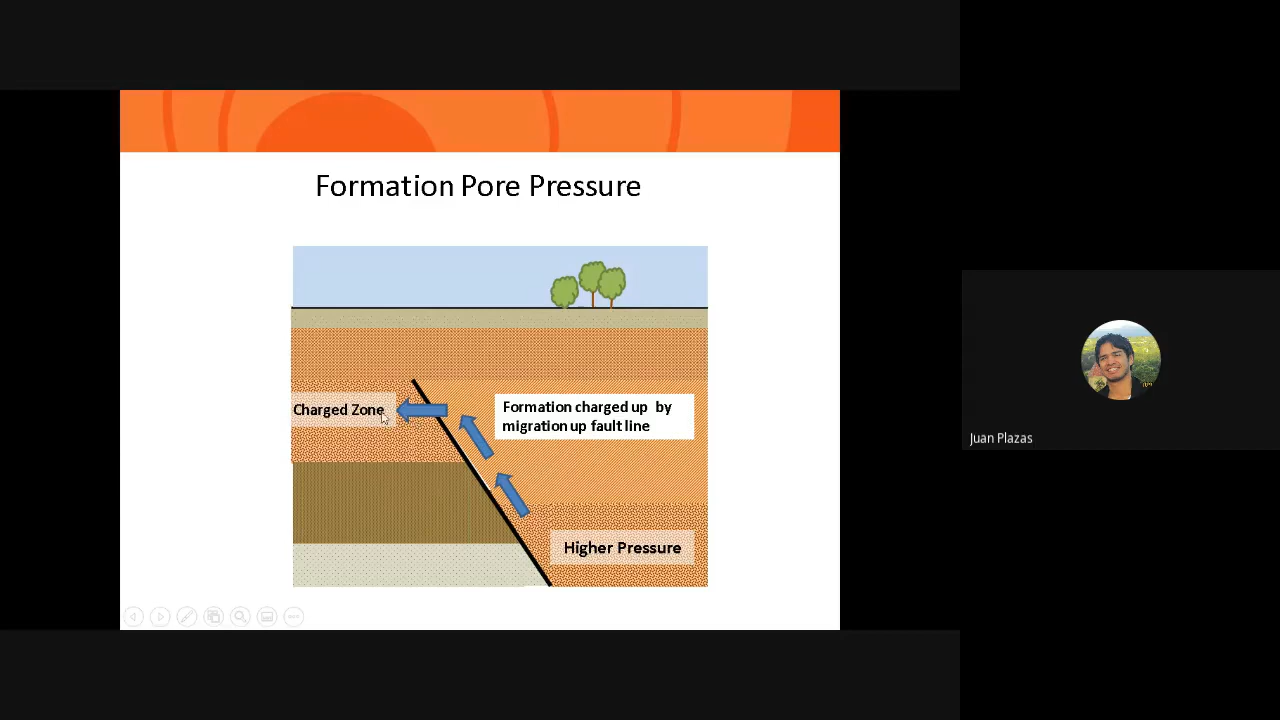 Formation Pore Pressure
Charged Zone
Formation charged up by
migration up fault line
Higher Pressure
Juan Plazas